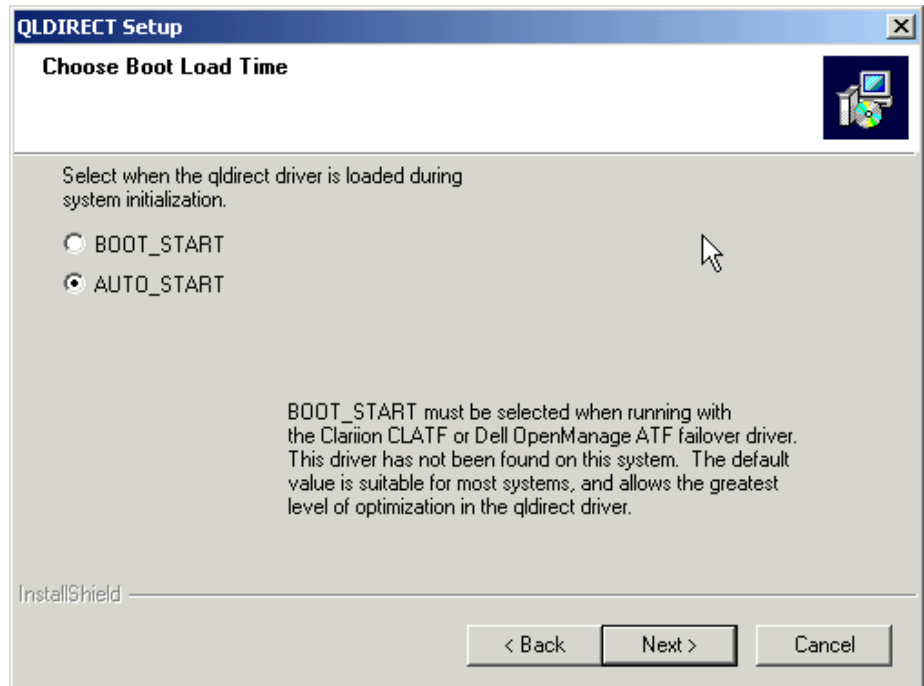 QLDIRECT Setup
Choose Boot Load Time
Select when the qldirect driver is loaded during
system initialization.
BOOT_START
AUTO_START
BOOT_START must be selected when running with
the Clariion CLATF or Dell OpenManage ATF failover driver.
This driver has not been found on this system.  The default
value is suitable for most systems, and allows the greatest
level of optimization in the qldirect driver.
InstallShield
< Back
Next >
Cancel